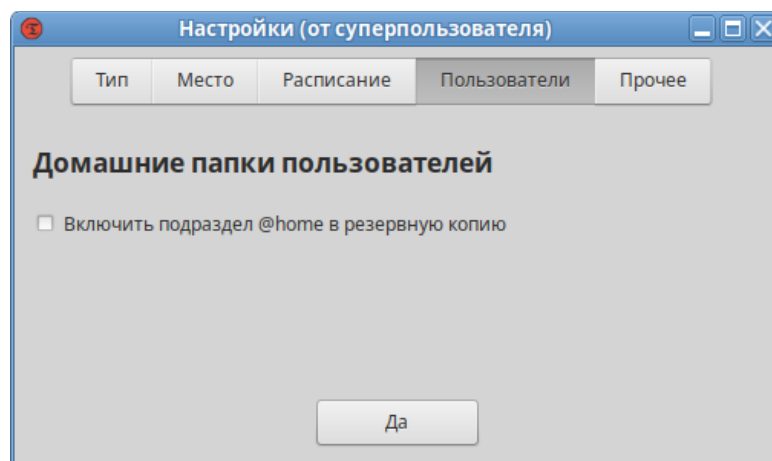 Настройки (от суперпользователя)
Тип Место Расписание Пользователи Прочее
Домашние папки пользователей
Включить подраздел @home в резервную копию
Да